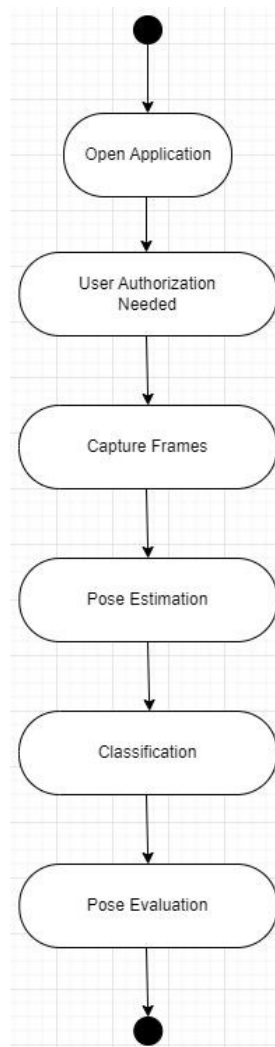 Open Application
User Authorization
Needed
Capture Frames
Pose Estimation
Classification
Pose Evaluation